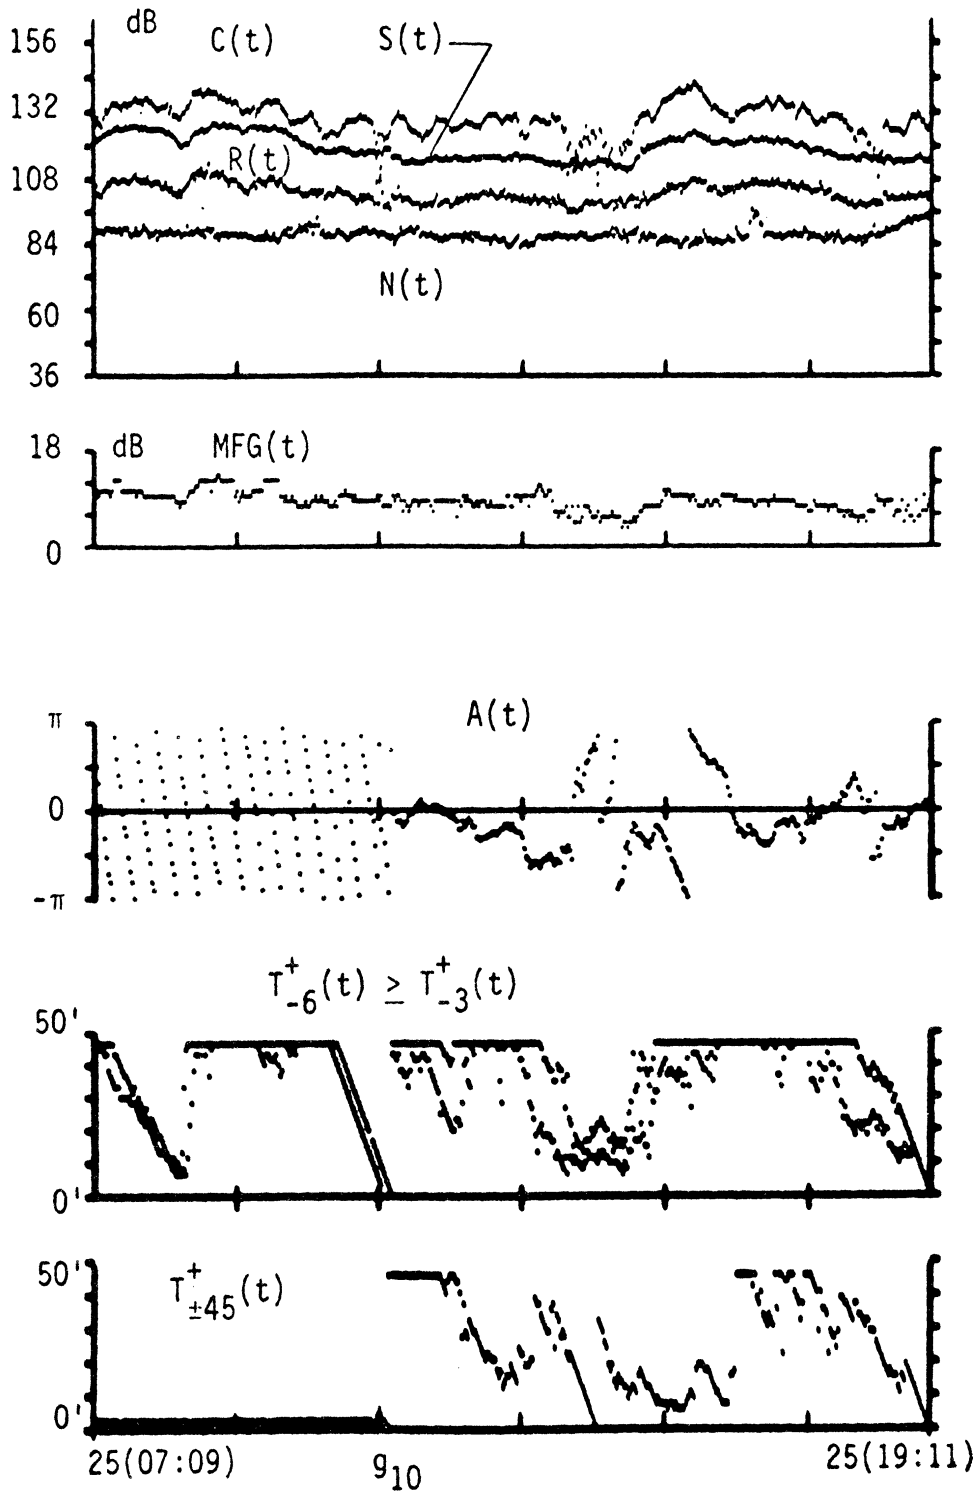 dB
156
C(t)
S(t)
132
R(t)
108
84
N(t)
60
36
18
dB
MFG(t)
0
π
A(t)
0
-π
T⁺₋₆(t) ≥ T⁺₋₃(t)
50'
0'
50'
T⁺±45(t)
0'
25(07:09)
g₁₀
25(19:11)